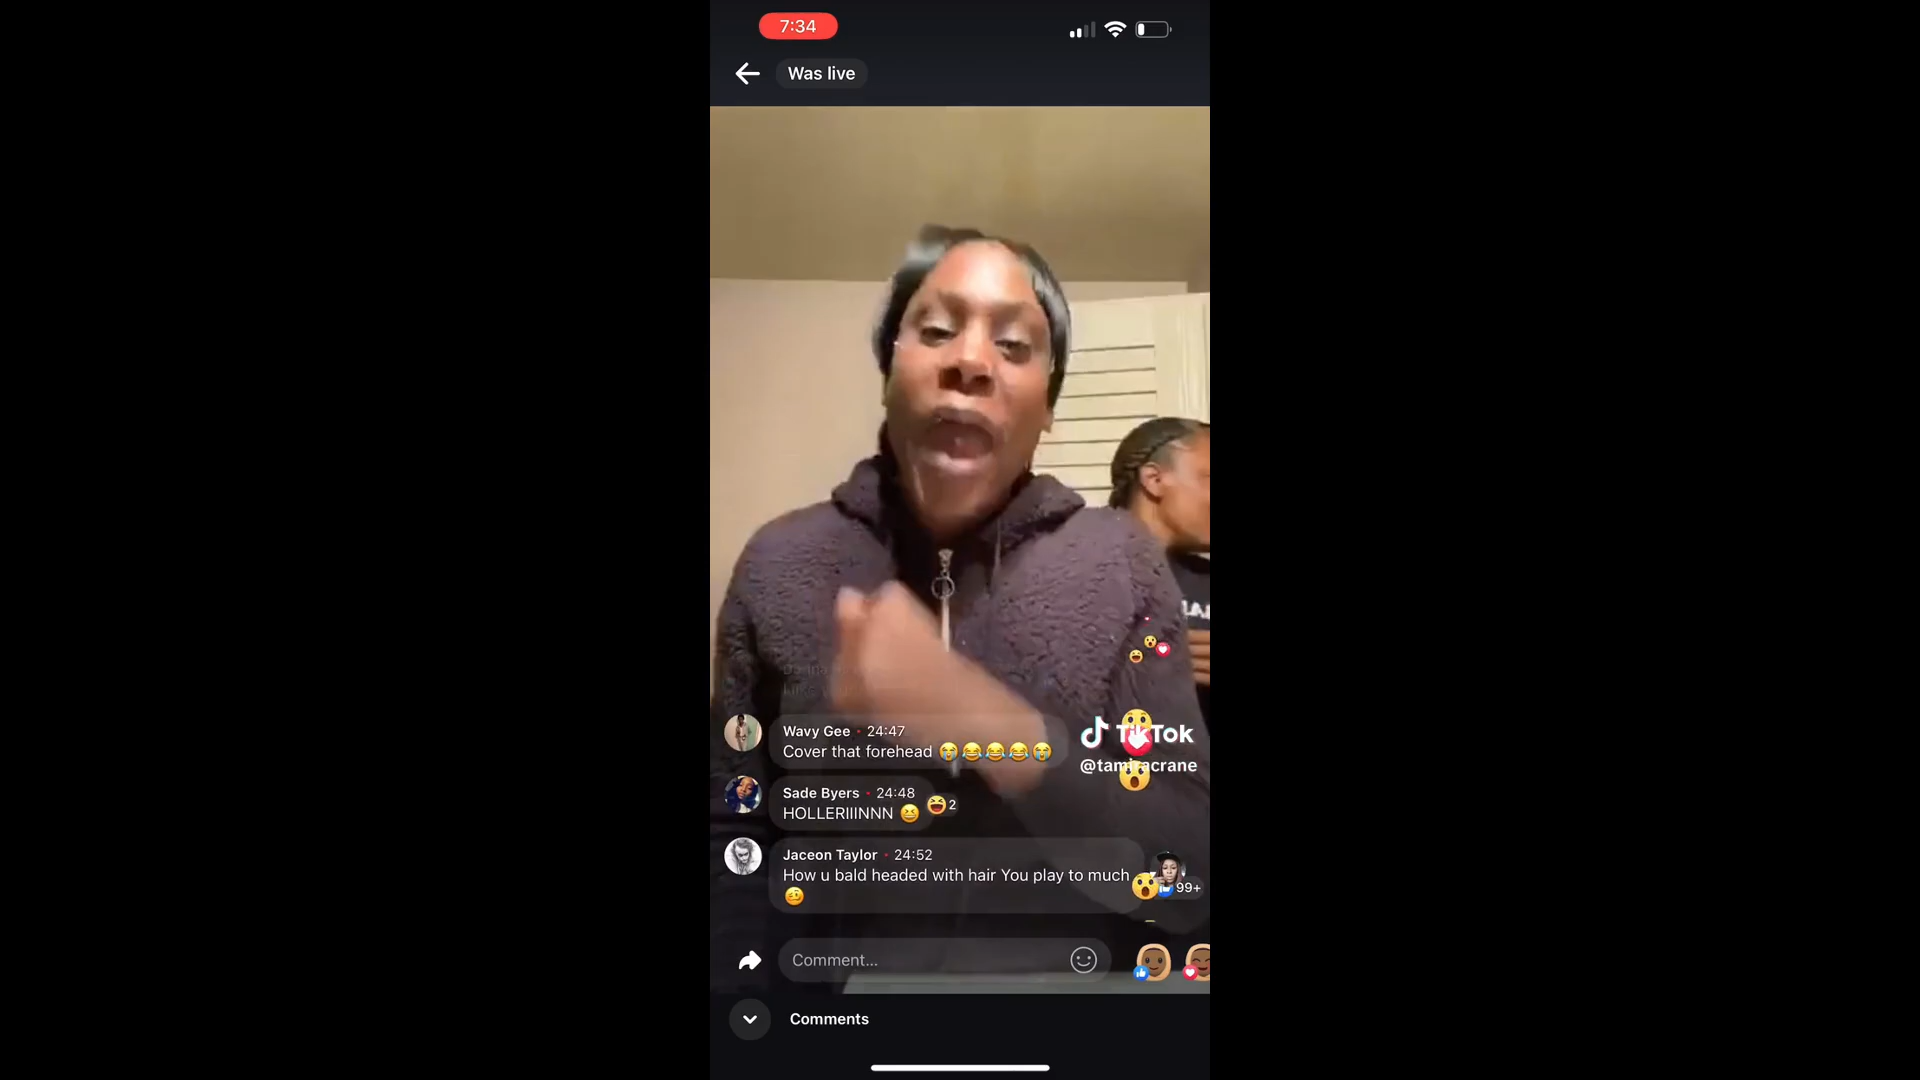 7:34
Was live
Wavy Gee • 24:47
Cover that forehead 😭😂😂😂😭
Sade Byers • 24:48
HOLLERIIINNN 😆
😆 2
Jaceon Taylor • 24:52
How u bald headed with hair You play to much
🥴
99+
TikTok
@tamiracrane
Comment...
Comments